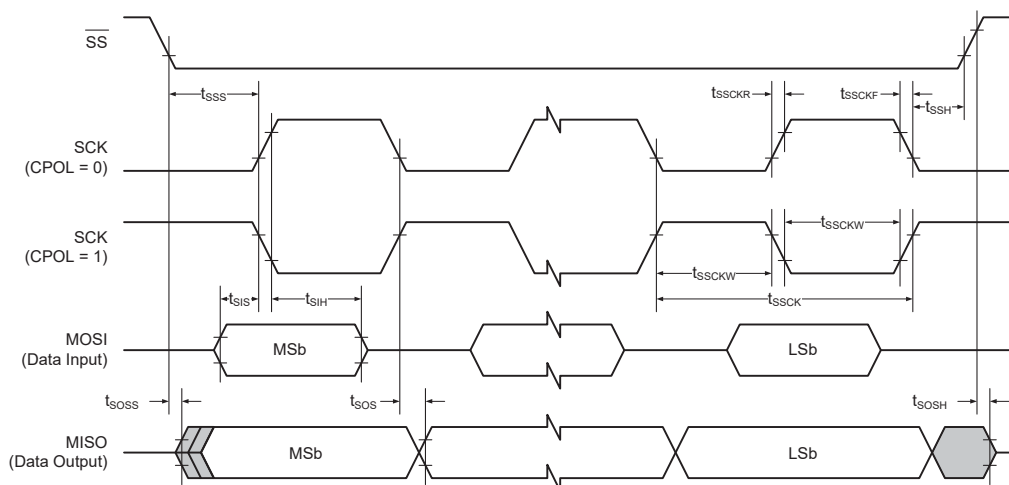 SS
tSSS
tSSCKR
tSSCKF
tSSH
SCK
(CPOL = 0)
SCK
(CPOL = 1)
tSSCKW
tSSCKW
tSIS
tSIH
tSSCK
MOSI
(Data Input)
MSb
LSb
tSOSS
tSOS
tSOSH
MISO
(Data Output)
MSb
LSb